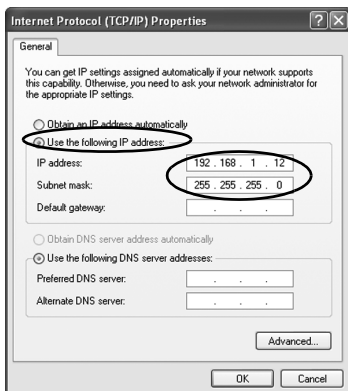 Internet Protocol (TCP/IP) Properties
General
You can get IP settings assigned automatically if your network supports
this capability. Otherwise, you need to ask your network administrator for
the appropriate IP settings.
Obtain an IP address automatically
Use the following IP address:
IP address: 192 . 168 . 1 . 12
Subnet mask: 255 . 255 . 255 . 0
Default gateway: . . .
Obtain DNS server address automatically
Use the following DNS server addresses:
Preferred DNS server: . . .
Alternate DNS server: . . .
Advanced...
OK Cancel